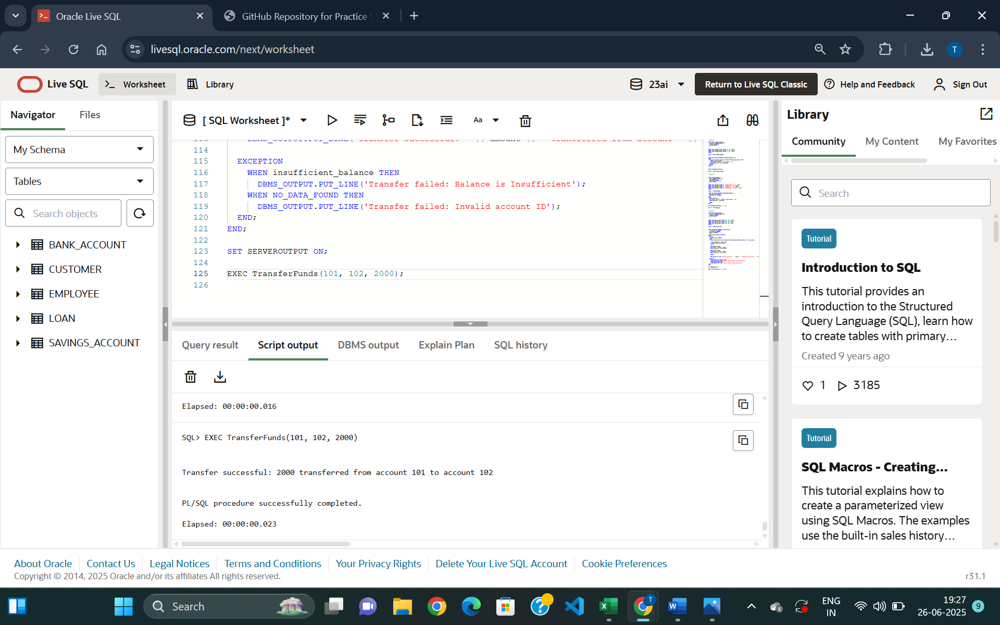 Oracle Live SQL
GitHub Repository for Practice S
livesql.oracle.com/next/worksheet
T
Live SQL
Worksheet
Library
23ai
Return to Live SQL Classic
Help and Feedback
Sign Out
Navigator
Files
My Schema
Tables
Search objects
BANK_ACCOUNT
CUSTOMER
EMPLOYEE
LOAN
SAVINGS_ACCOUNT
[ SQL Worksheet ]*
Aa
113 DBMS_OUTPUT.PUT_LINE('Transfer successful: ' || amount || ' transferred from account ' ||
114
115 EXCEPTION
116 WHEN insufficient_balance THEN
117 DBMS_OUTPUT.PUT_LINE('Transfer failed: Balance is Insufficient');
118 WHEN NO_DATA_FOUND THEN
119 DBMS_OUTPUT.PUT_LINE('Transfer failed: Invalid account ID');
120 END;
121 END;
122
123 SET SERVEROUTPUT ON;
124
125 EXEC TransferFunds(101, 102, 2000);
126
Query result
Script output
DBMS output
Explain Plan
SQL history
Elapsed: 00:00:00.016
SQL> EXEC TransferFunds(101, 102, 2000)
Transfer successful: 2000 transferred from account 101 to account 102
PL/SQL procedure successfully completed.
Elapsed: 00:00:00.023
Library
Community
My Content
My Favorites
Search
Tutorial
Introduction to SQL
This tutorial provides an
introduction to the Structured
Query Language (SQL), learn how
to create tables with primary...
Created 9 years ago
1
3185
Tutorial
SQL Macros - Creating...
This tutorial explains how to
create a parameterized view
using SQL Macros. The examples
use the built-in sales history...
About Oracle
Contact Us
Legal Notices
Terms and Conditions
Your Privacy Rights
Delete Your Live SQL Account
Cookie Preferences
Copyright © 2014, 2025 Oracle and/or its affiliates All rights reserved.
r31.1
Search
T
ENG
IN
19:27
26-06-2025
9